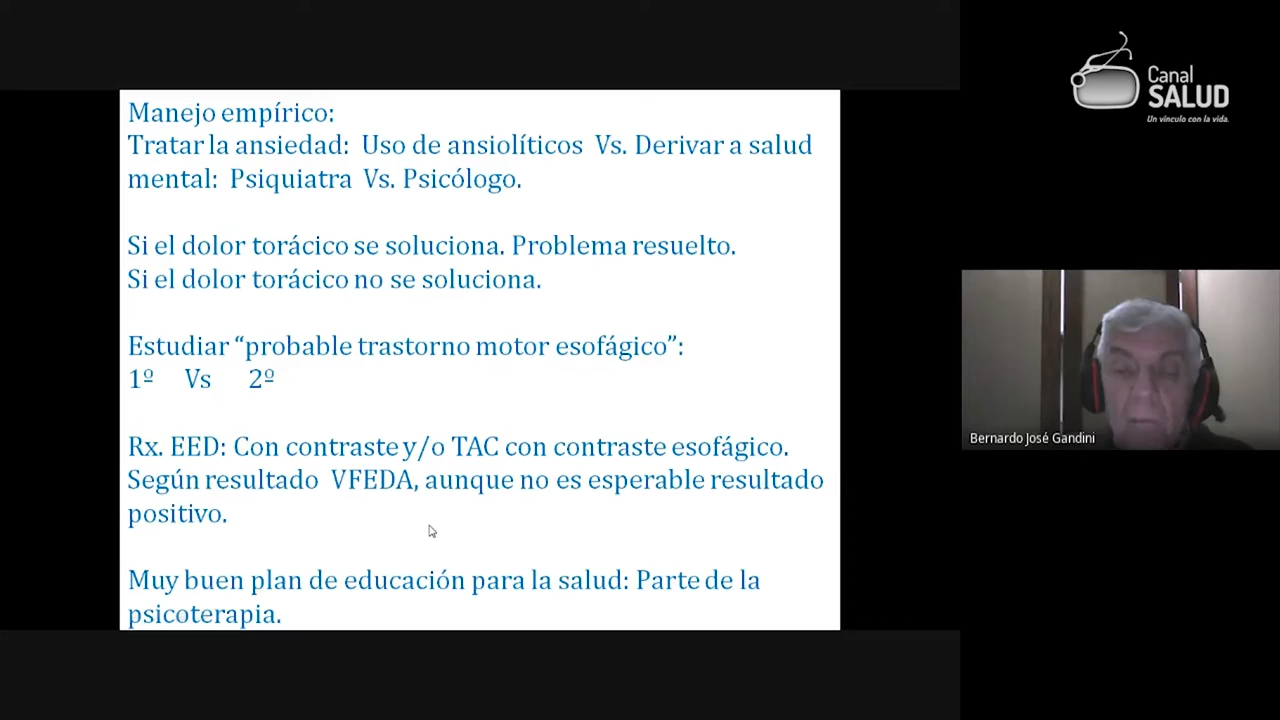 Manejo empírico:
Tratar la ansiedad: Uso de ansiolíticos Vs. Derivar a salud
mental: Psiquiatra Vs. Psicólogo.
Si el dolor torácico se soluciona. Problema resuelto.
Si el dolor torácico no se soluciona.
Estudiar “probable trastorno motor esofágico”:
1º Vs 2º
Rx. EED: Con contraste y/o TAC con contraste esofágico.
Según resultado VFEDA, aunque no es esperable resultado
positivo.
Muy buen plan de educación para la salud: Parte de la
psicoterapia.
Canal
SALUD
Un vínculo con la vida.
Bernardo José Gandini